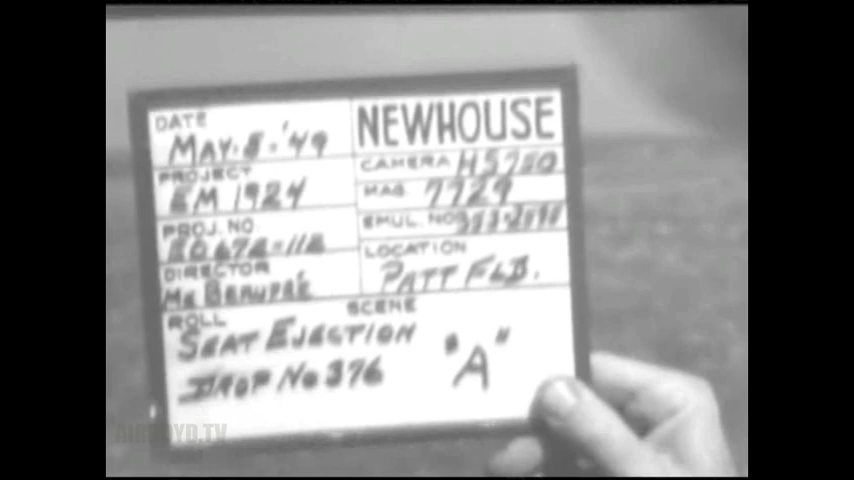 DATE
MAY. 5. '49
NEWHOUSE
CAMERA
PROJECT
EM 1924
MAG. 7729
PROJ. NO
EMUL. NO
DIRECTOR
LOCATION
PATT FLD.
ROLL
SCENE
SEAT EJECTION
DROP No 376
"A"
AIRBOYD.TV